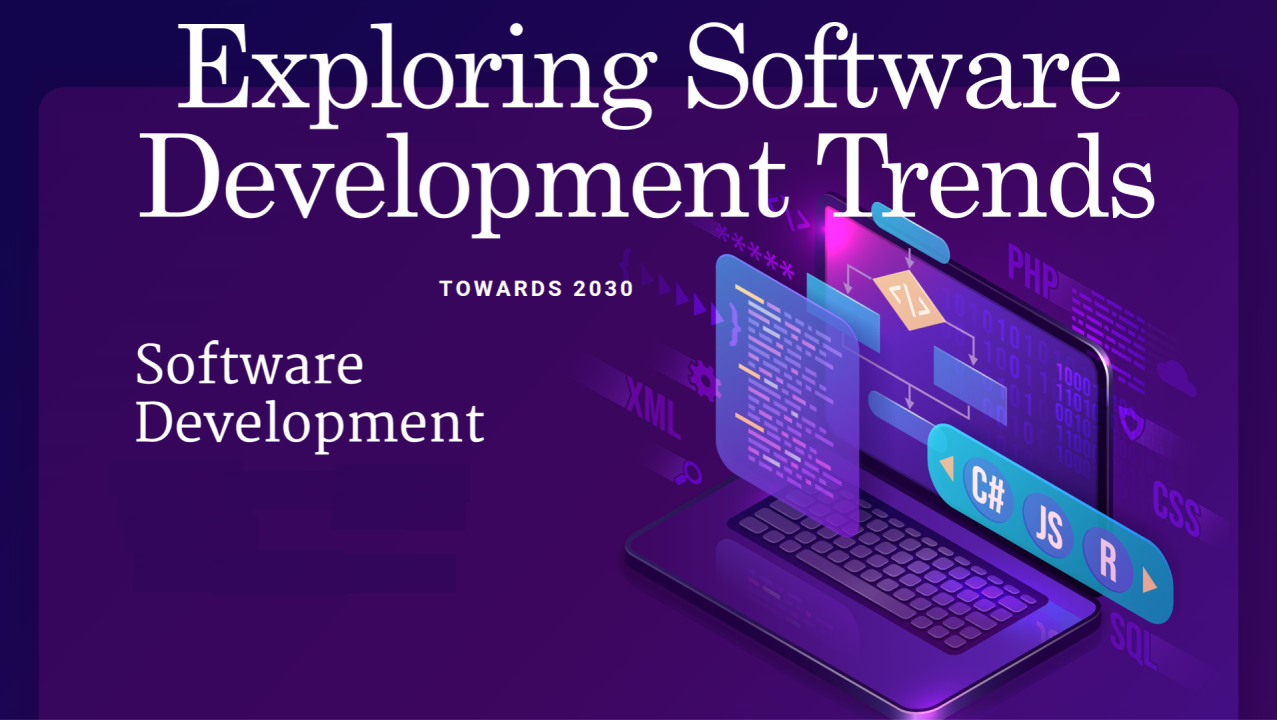 Exploring Software
Development Trends
TOWARDS 2030
Software
Development
</>
*****
PHP
</>
XML
C# JS R
CSS
SQL